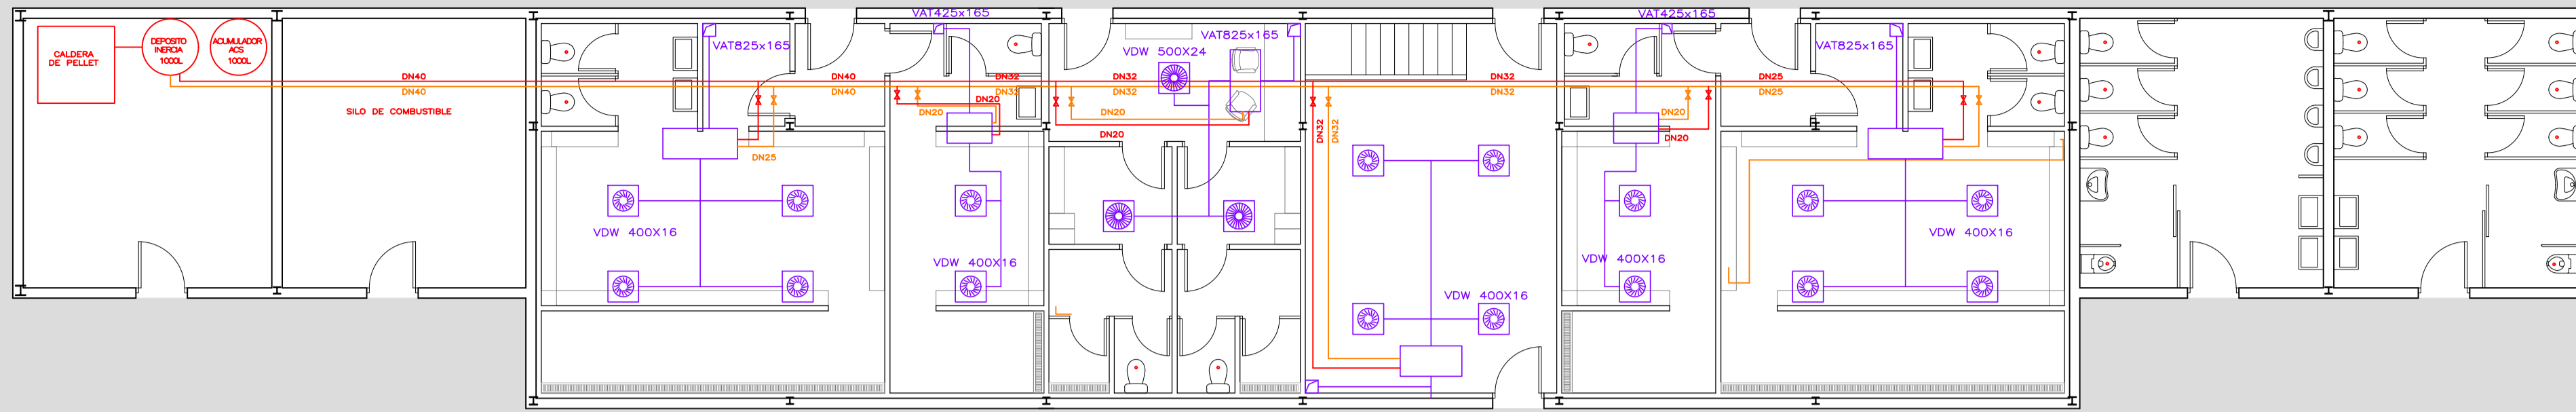 VAT425x165
VAT425x165
CALDERA
DE PELLET
DEPOSITO
INERCIA
1000L
ACUMULADOR
ACS
1000L
VAT825x165
VDW 500X24
VAT825x165
VAT825x165
DN40
DN40
DN32
DN32
DN32
DN25
DN40
DN40
DN32
DN32
DN32
DN25
SILO DE COMBUSTIBLE
DN20
DN20
DN20
DN20
DN20
DN20
DN32
DN32
DN25
VDW 400X16
VDW 400X16
VDW 400X16
VDW 400X16
VDW 400X16